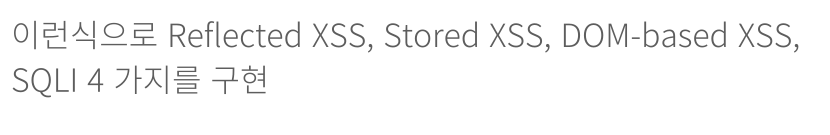 이런식으로 Reflected XSS, Stored XSS, DOM-based XSS,
SQLI 4 가지를 구현